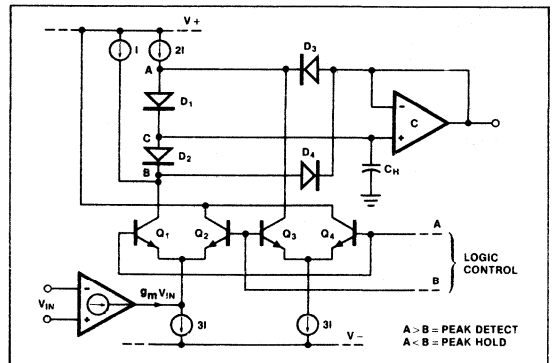 V+
I
2I
A
D3
D1
C
D2
B
D4
-
C
+
CH
Q1
Q2
Q3
Q4
A
B
LOGIC
CONTROL
VIN
-
+
gmVIN
3I
3I
V-
A > B = PEAK DETECT
A < B = PEAK HOLD